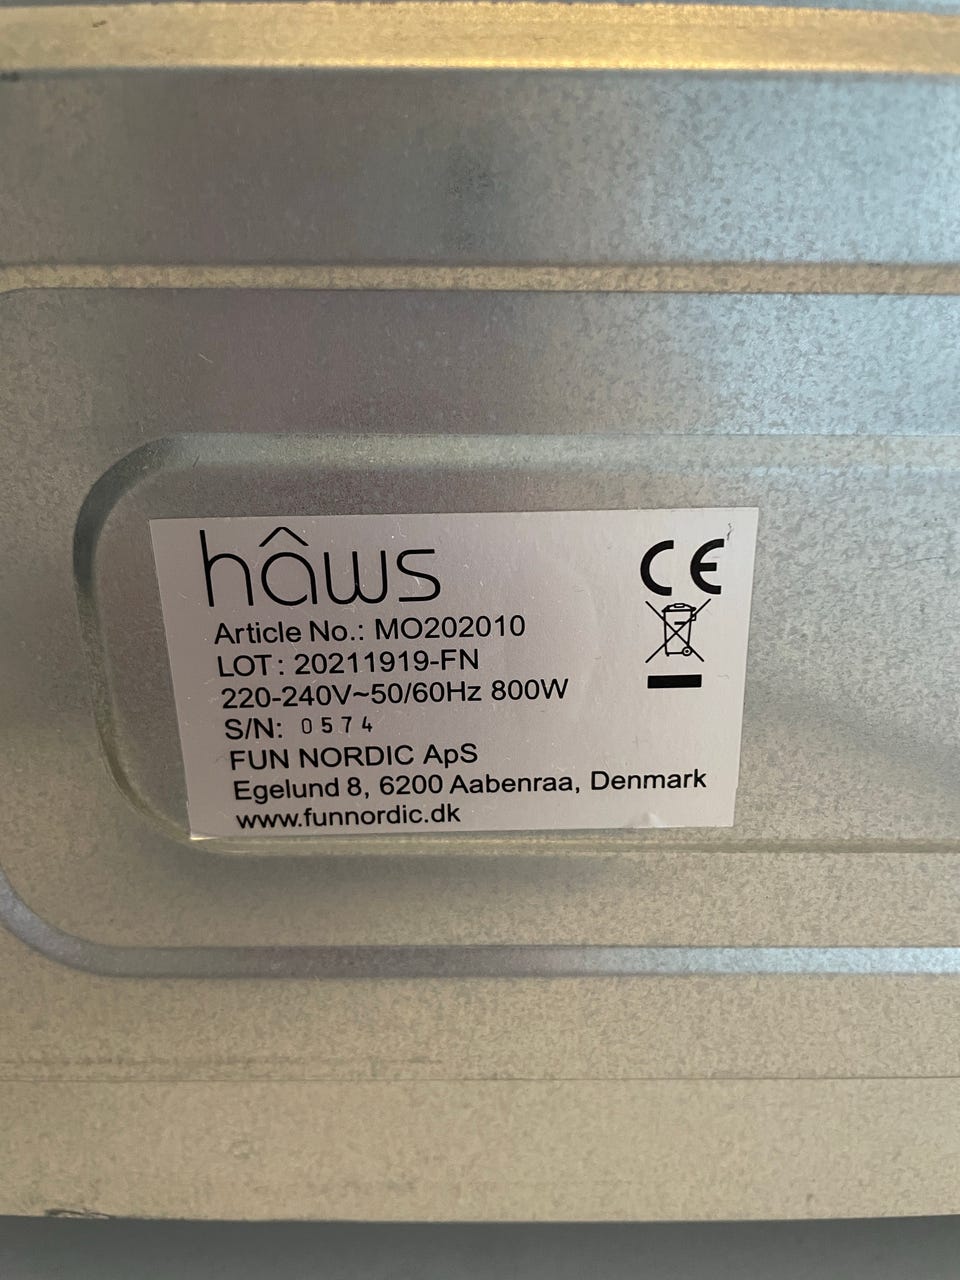 hâws
CE
Article No.: MO202010
LOT: 20211919-FN
220-240V~50/60Hz 800W
S/N: 0574
FUN NORDIC ApS
Egelund 8, 6200 Aabenraa, Denmark
www.funnordic.dk